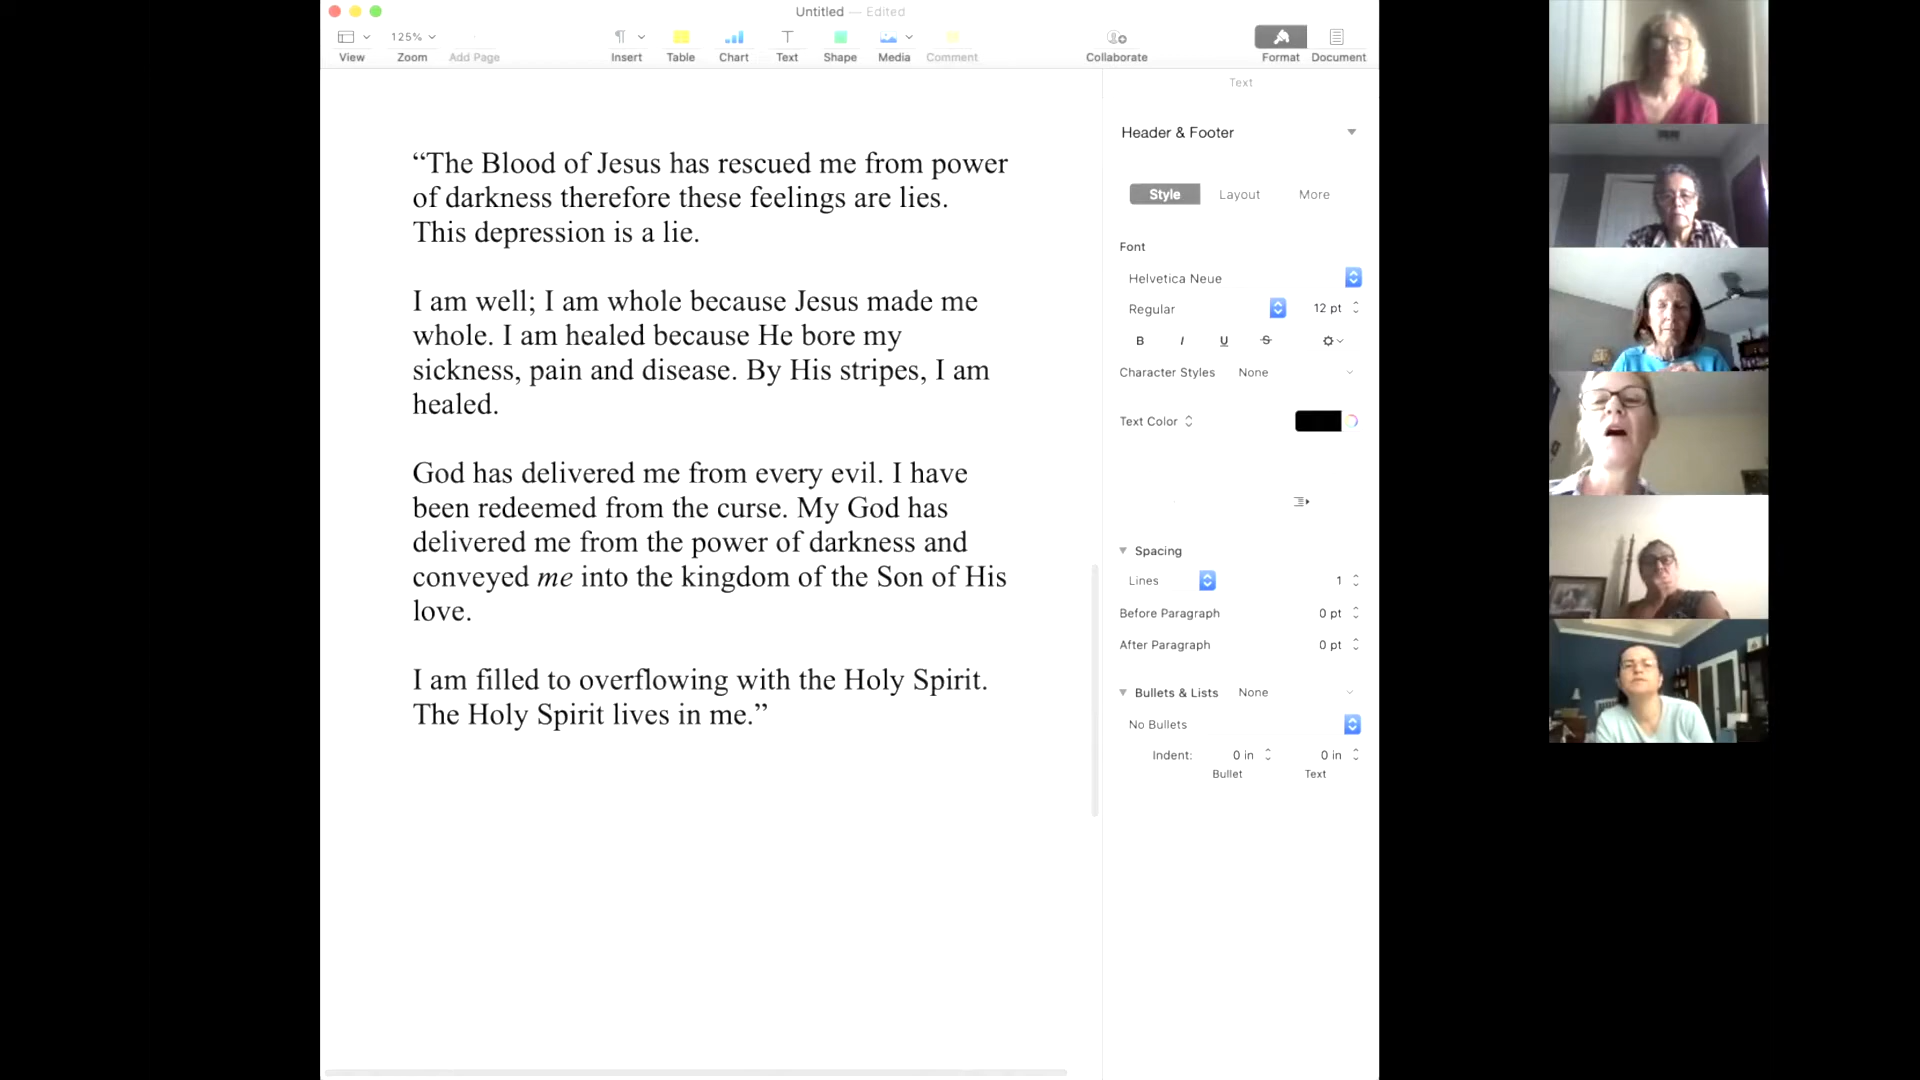 Untitled — Edited
125%
View Zoom Add Page Insert Table Chart Text Shape Media Comment Collaborate Format Document
Text
Header & Footer
Style Layout More
Font
Helvetica Neue
Regular 12 pt
B I U S
Character Styles None
Text Color
Spacing
Lines 1
Before Paragraph 0 pt
After Paragraph 0 pt
Bullets & Lists None
No Bullets
Indent: 0 in 0 in
Bullet Text
“The Blood of Jesus has rescued me from power
of darkness therefore these feelings are lies.
This depression is a lie.
I am well; I am whole because Jesus made me
whole. I am healed because He bore my
sickness, pain and disease. By His stripes, I am
healed.
God has delivered me from every evil. I have
been redeemed from the curse. My God has
delivered me from the power of darkness and
conveyed me into the kingdom of the Son of His
love.
I am filled to overflowing with the Holy Spirit.
The Holy Spirit lives in me.”